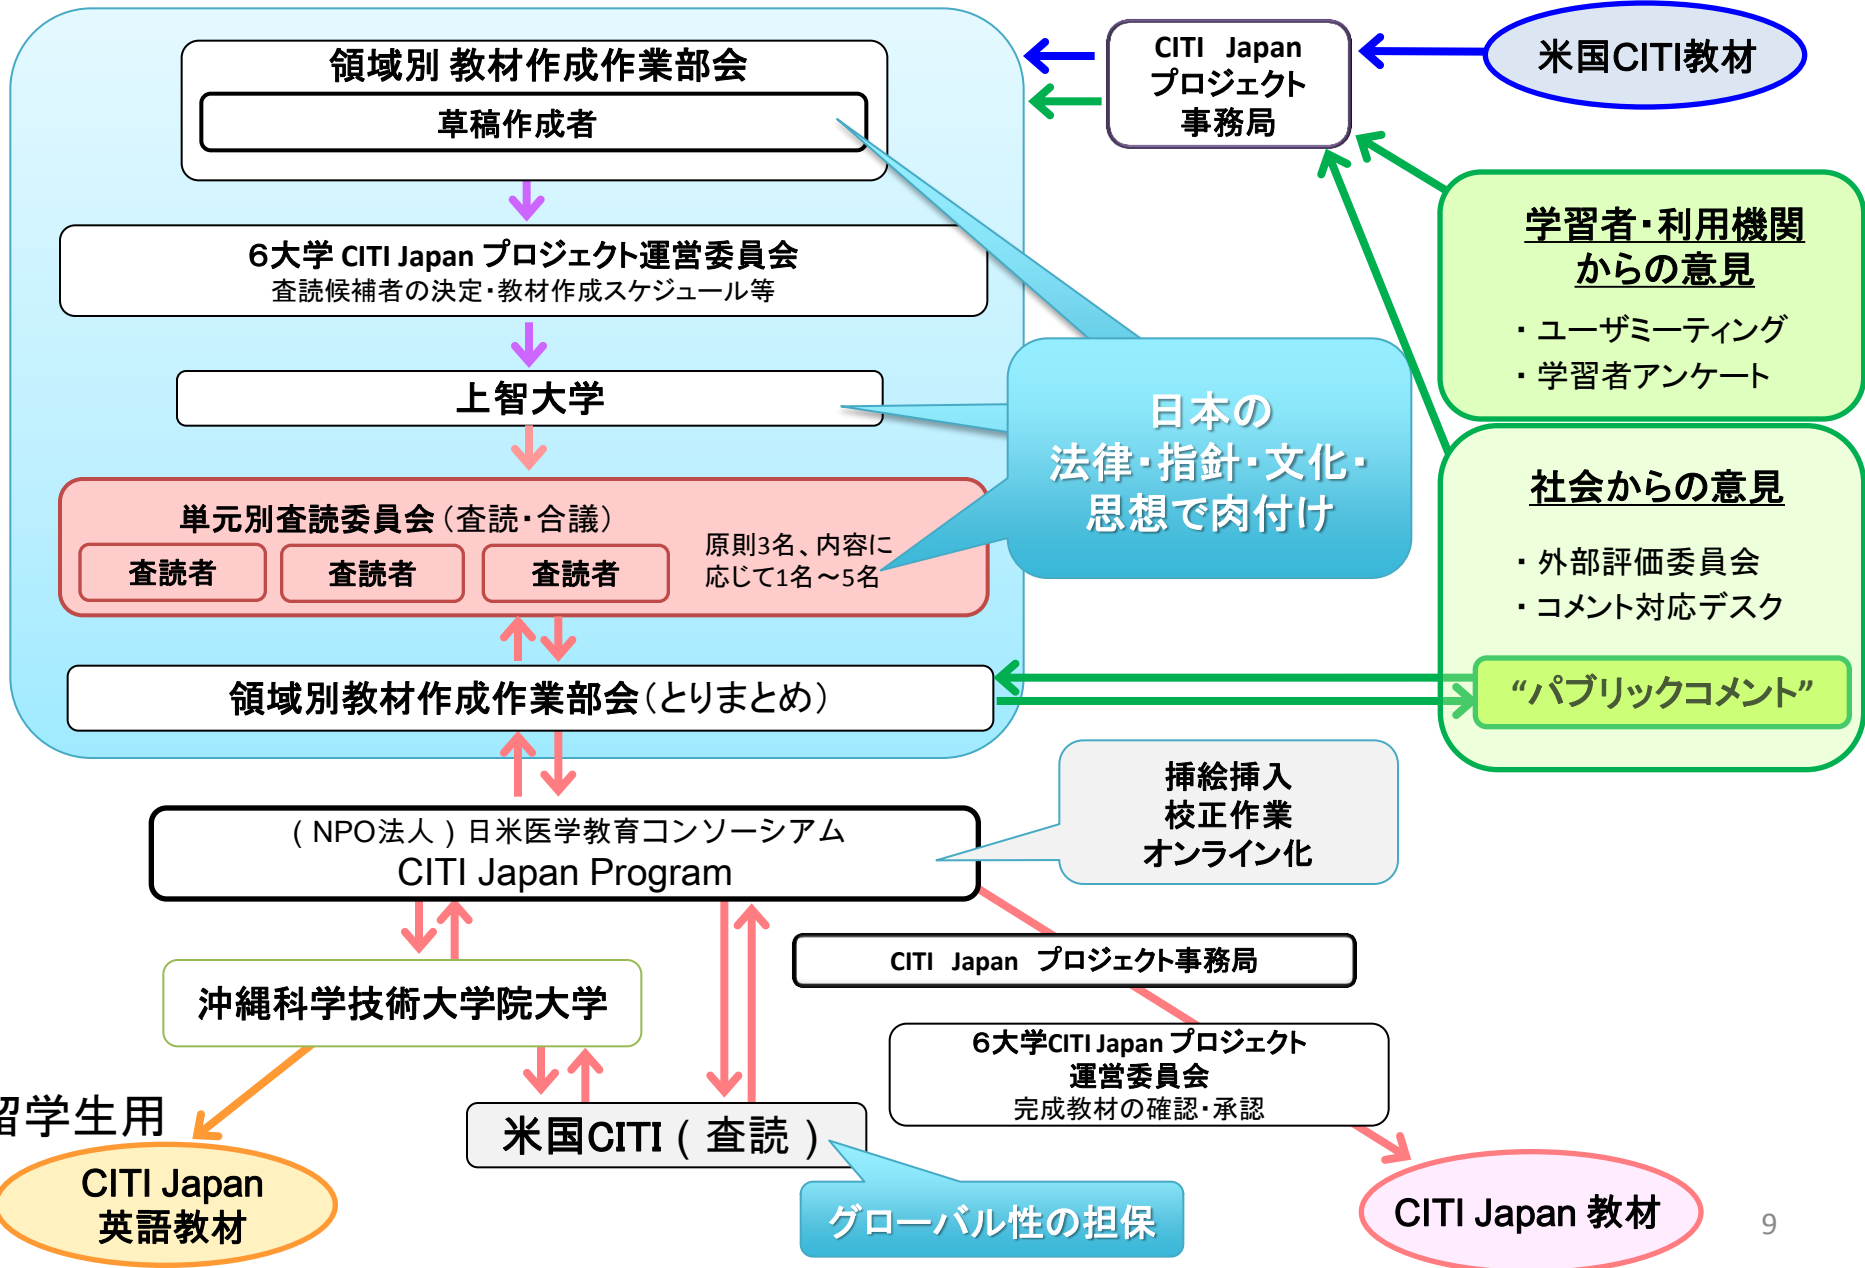 領域別 教材作成作業部会
草稿作成者
CITI Japan
プロジェクト
事務局
米国CITI教材
6大学 CITI Japan プロジェクト運営委員会
査読候補者の決定・教材作成スケジュール等
上智大学
単元別査読委員会（査読・合議）
査読者
査読者
査読者
原則3名、内容に
応じて1名～5名
日本の
法律・指針・文化・
思想で肉付け
学習者・利用機関
からの意見
・ユーザミーティング
・学習者アンケート
社会からの意見
・外部評価委員会
・コメント対応デスク
“パブリックコメント”
領域別教材作成作業部会（とりまとめ）
挿絵挿入
校正作業
オンライン化
（NPO法人）日米医学教育コンソーシアム
CITI Japan Program
CITI Japan プロジェクト事務局
沖縄科学技術大学院大学
6大学CITI Japan プロジェクト
運営委員会
完成教材の確認・承認
留学生用
米国CITI（査読）
CITI Japan
英語教材
グローバル性の担保
CITI Japan 教材
9